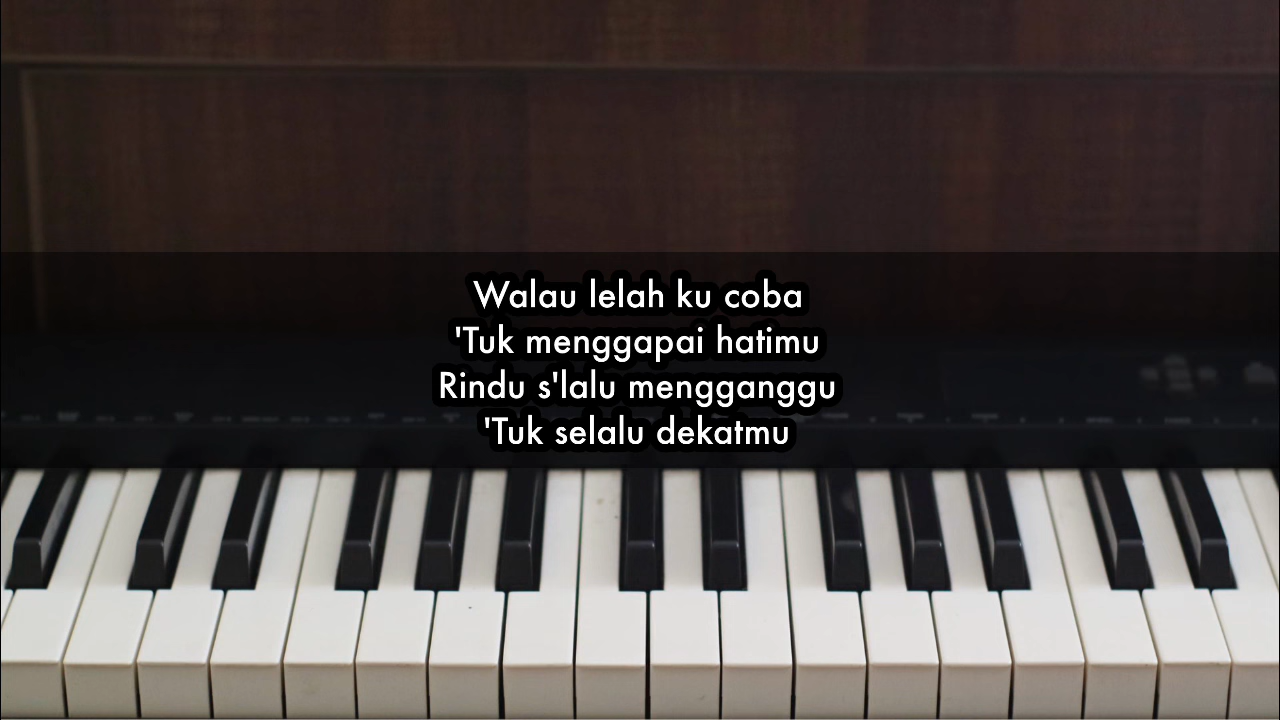 Walau lelah ku coba
'Tuk menggapai hatimu
Rindu s'lalu mengganggu
'Tuk selalu dekatmu